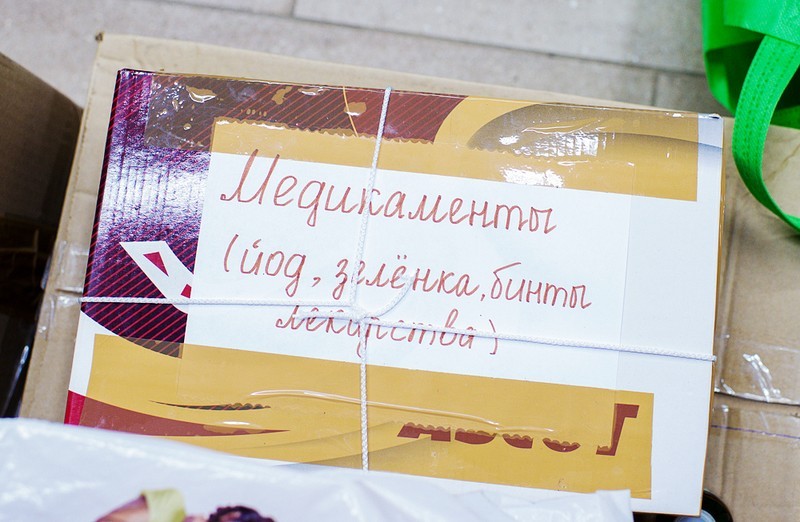 Медикаменты
(йод, зелёнка, бинты
лекарства)